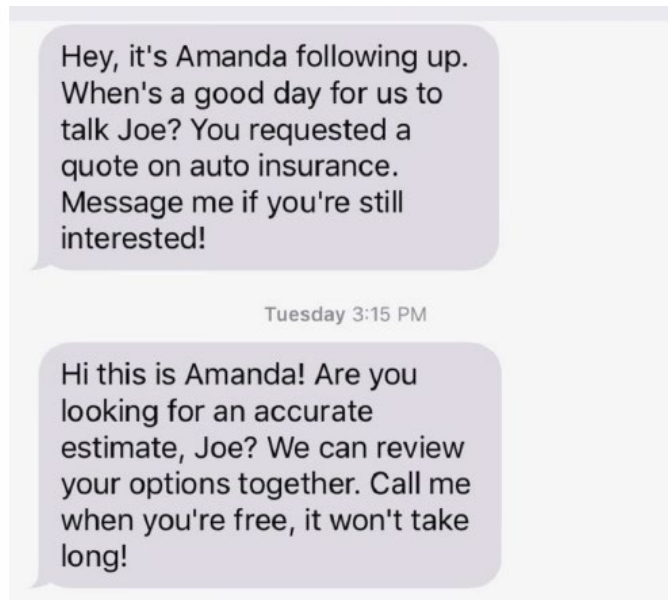 Hey, it's Amanda following up.
When's a good day for us to
talk Joe? You requested a
quote on auto insurance.
Message me if you're still
interested!
Tuesday 3:15 PM
Hi this is Amanda! Are you
looking for an accurate
estimate, Joe? We can review
your options together. Call me
when you're free, it won't take
long!